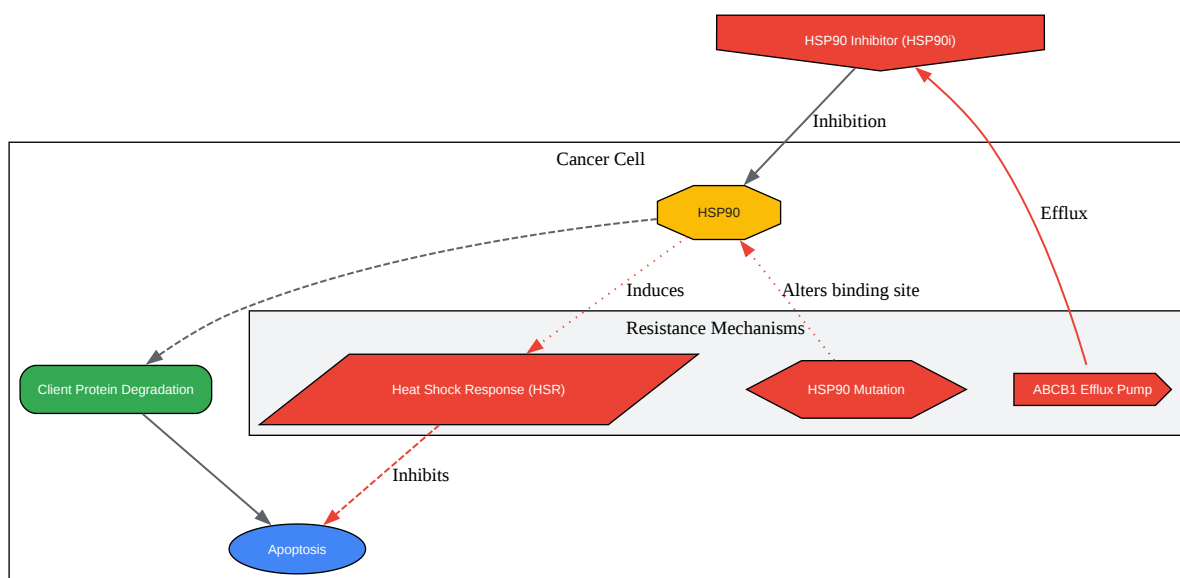 HSP90 Inhibitor (HSP90i)
Inhibition
Cancer Cell
HSP90
Efflux
Induces
Alters binding site
Resistance Mechanisms
Client Protein Degradation
Heat Shock Response (HSR)
HSP90 Mutation
ABCB1 Efflux Pump
Inhibits
Apoptosis